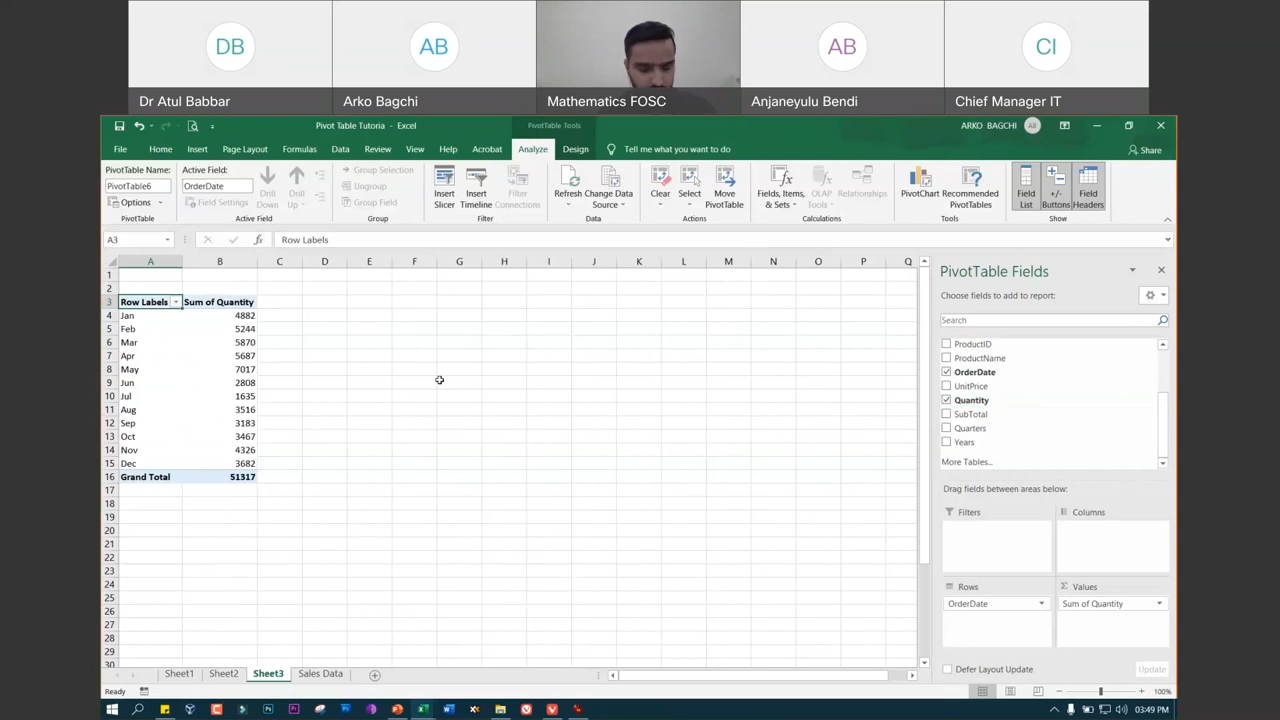 DB
AB
AB
CI
Dr Atul Babbar
Arko Bagchi
Mathematics FOSC
Anjaneyulu Bendi
Chief Manager IT
Pivot Table Tutoria - Excel
PivotTable Tools
ARKO BAGCHI
AB
File
Home
Insert
Page Layout
Formulas
Data
Review
View
Help
Acrobat
Analyze
Design
Tell me what you want to do
Share
PivotTable Name:
PivotTable6
Options
PivotTable
Active Field:
OrderDate
Field Settings
Drill Down
Drill Up
Active Field
Group Selection
Ungroup
Group Field
Group
Insert Slicer
Insert Timeline
Filter Connections
Filter
Refresh
Change Data Source
Data
Clear
Select
Move PivotTable
Actions
Fields, Items, & Sets
OLAP Tools
Relationships
Calculations
PivotChart
Recommended PivotTables
Tools
Field List
+/- Buttons
Field Headers
Show
A3
fx
Row Labels
A B C D E F G H I J K L M N O P Q
1
2
3 Row Labels Sum of Quantity
4 Jan 4882
5 Feb 5244
6 Mar 5870
7 Apr 5687
8 May 7017
9 Jun 2808
10 Jul 1635
11 Aug 3516
12 Sep 3183
13 Oct 3467
14 Nov 4326
15 Dec 3682
16 Grand Total 51317
17
18
19
20
21
22
23
24
25
26
27
28
29
30
PivotTable Fields
Choose fields to add to report:
Search
ProductID
ProductName
OrderDate
UnitPrice
Quantity
SubTotal
Quarters
Years
More Tables...
Drag fields between areas below:
Filters
Columns
Rows
Σ Values
OrderDate
Sum of Quantity
Defer Layout Update
Update
Sheet1
Sheet2
Sheet3
Sales Data
Ready
100%
03:49 PM